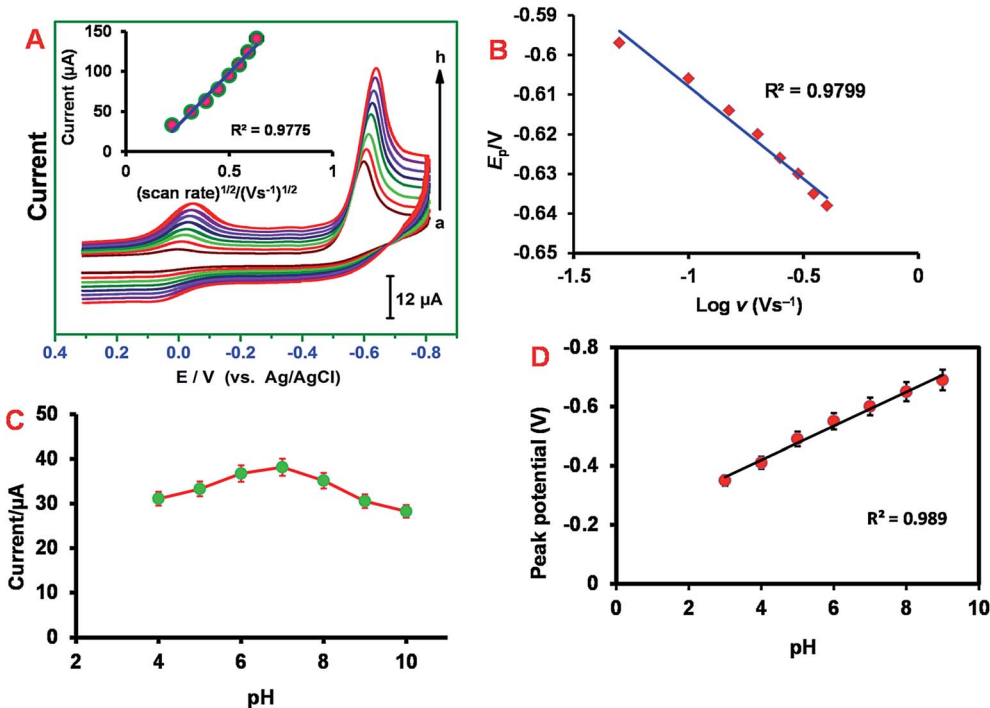 A
Current
150
100
50
0
Current (µA)
R² = 0.9775
0
0.5
1
(scan rate)^1/2/(Vs⁻¹)^1/2
h
a
12 µA
0.4 0.2 0.0 -0.2 -0.4 -0.6 -0.8
E / V (vs. Ag/AgCl)
B
-0.59
-0.6
-0.61
-0.62
-0.63
-0.64
-0.65
Eₚ/V
R² = 0.9799
-1.5 -1 -0.5 0
Log v (Vs⁻¹)
C
50
40
30
20
10
0
Current/µA
2 4 6 8 10
pH
D
-0.8
-0.6
-0.4
-0.2
0
Peak potential (V)
R² = 0.989
0 2 4 6 8 10
pH